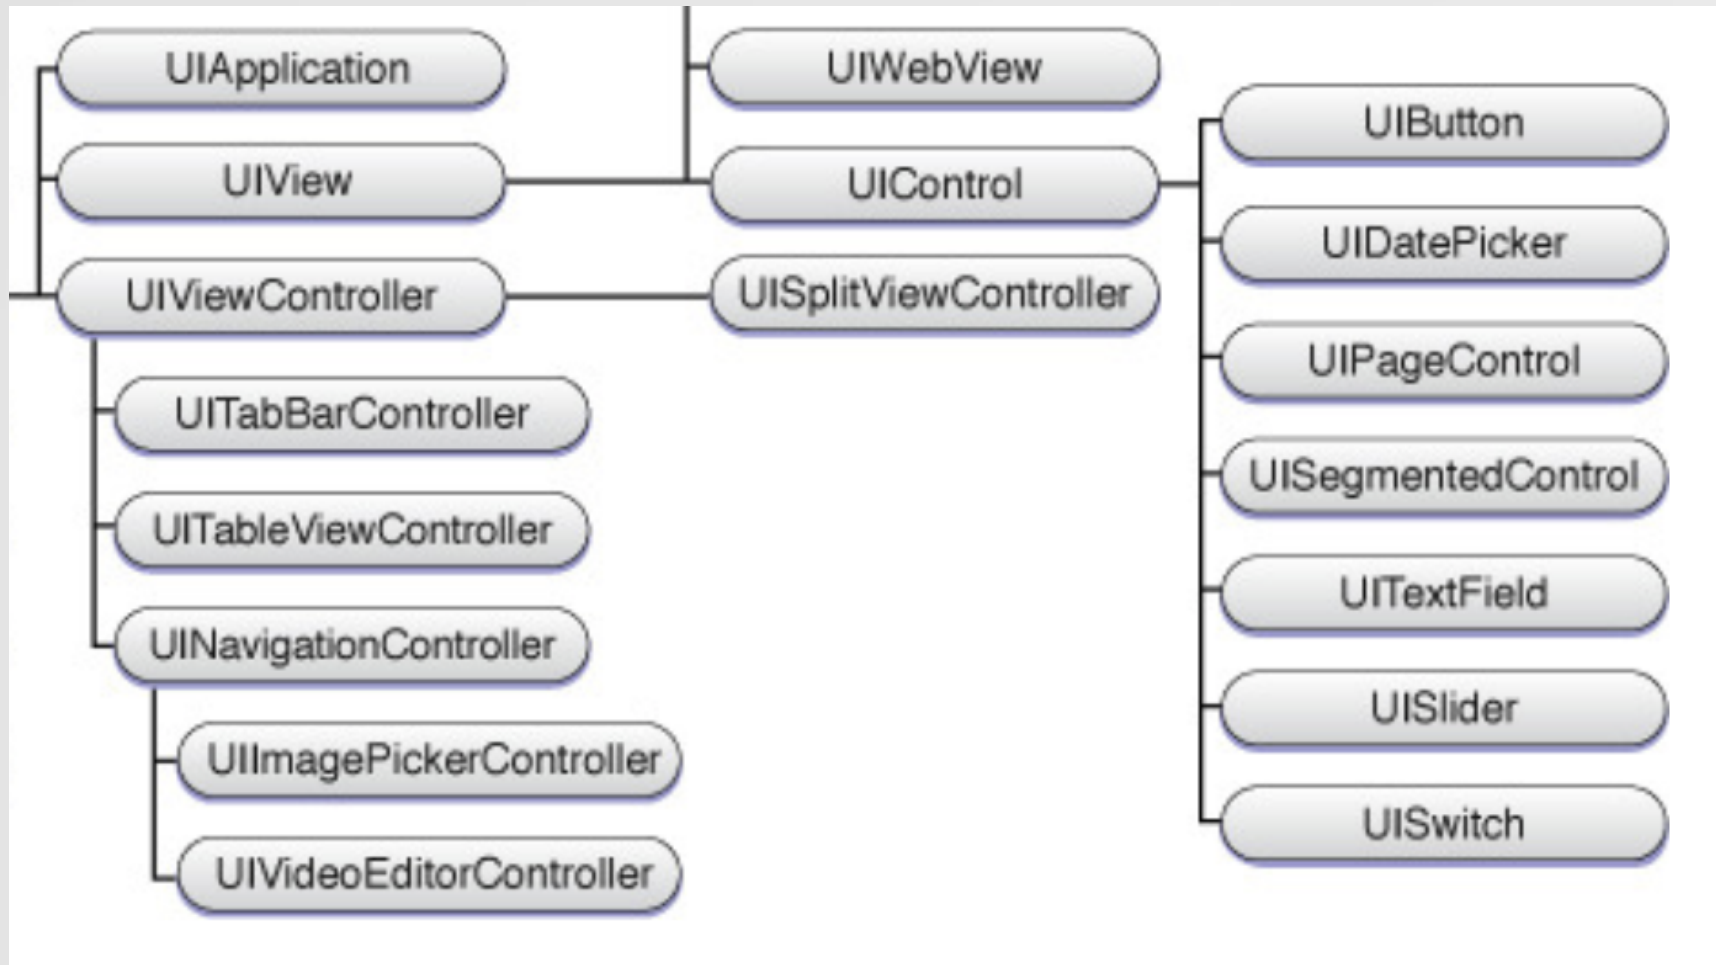 UIApplication
UIView
UIViewController
UITabBarController
UITableViewController
UINavigationController
UIImagePickerController
UIVideoEditorController
UIWebView
UIControl
UISplitViewController
UIButton
UIDatePicker
UIPageControl
UISegmentedControl
UITextField
UISlider
UISwitch